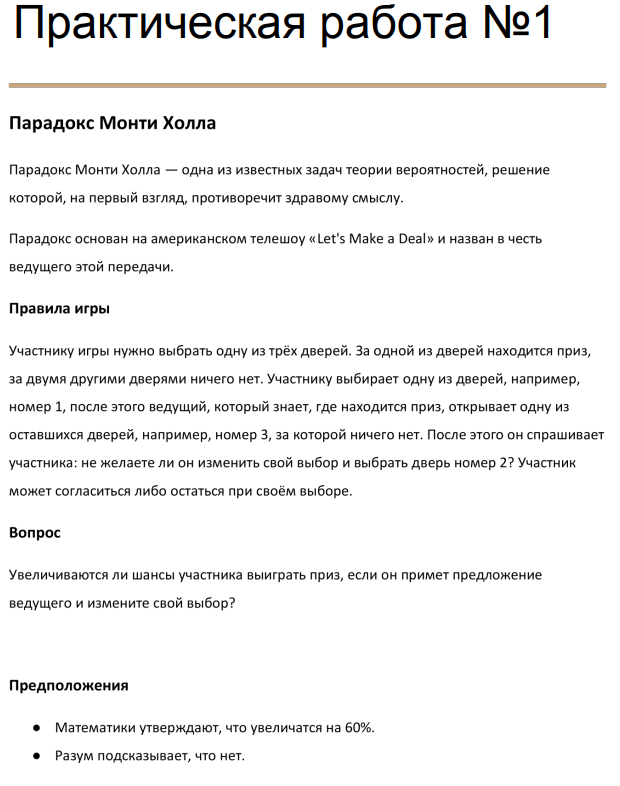 Практическая работа №1
Парадокс Монти Холла
Парадокс Монти Холла — одна из известных задач теории вероятностей, решение
которой, на первый взгляд, противоречит здравому смыслу.
Парадокс основан на американском телешоу «Let's Make a Deal» и назван в честь
ведущего этой передачи.
Правила игры
Участнику игры нужно выбрать одну из трёх дверей. За одной из дверей находится приз,
за двумя другими дверями ничего нет. Участнику выбирает одну из дверей, например,
номер 1, после этого ведущий, который знает, где находится приз, открывает одну из
оставшихся дверей, например, номер 3, за которой ничего нет. После этого он спрашивает
участника: не желаете ли он изменить свой выбор и выбрать дверь номер 2? Участник
может согласиться либо остаться при своём выборе.
Вопрос
Увеличиваются ли шансы участника выиграть приз, если он примет предложение
ведущего и измените свой выбор?
Предположения
● Математики утверждают, что увеличатся на 60%.
● Разум подсказывает, что нет.